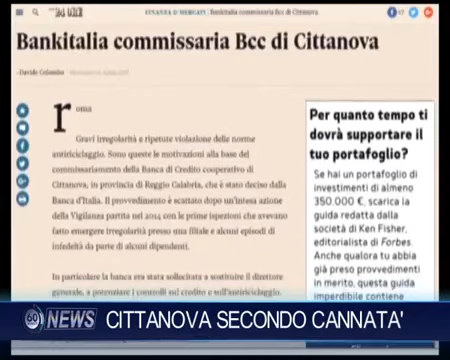 FINANZA E MERCATI | Bankitalia commissaria Bcc di Cittanova
Bankitalia commissaria Bcc di Cittanova
-Davide Colombo
roma
Gravi irregolarità e ripetute violazione delle norme
antiriciclaggio. Sono queste le motivazioni alla base del
commissariamento della Banca di Credito cooperativo di
Cittanova, in provincia di Reggio Calabria, che è stato deciso dalla
Banca d'Italia. Il provvedimento è scattato dopo un'intesa azione
della Vigilanza partita nel 2014 con le prime ispezioni che avevano
fatto emergere irregolarità presso una filiale e alcuni episodi di
infedeltà da parte di alcuni dipendenti.
In particolare la banca era stata sollecitata a sostituire il direttore
generale, a potenziare i controlli sul credito e sull'antiriciclaggio.
Per quanto tempo ti
dovrà supportare il
tuo portafoglio?
Se hai un portafoglio di
investimenti di almeno
350.000 €, scarica la
guida redatta dalla
società di Ken Fisher,
editorialista di Forbes.
Anche qualora tu abbia
già preso provvedimenti
in merito, questa guida
imperdibile contiene
60 NEWS
CITTANOVA SECONDO CANNATA'